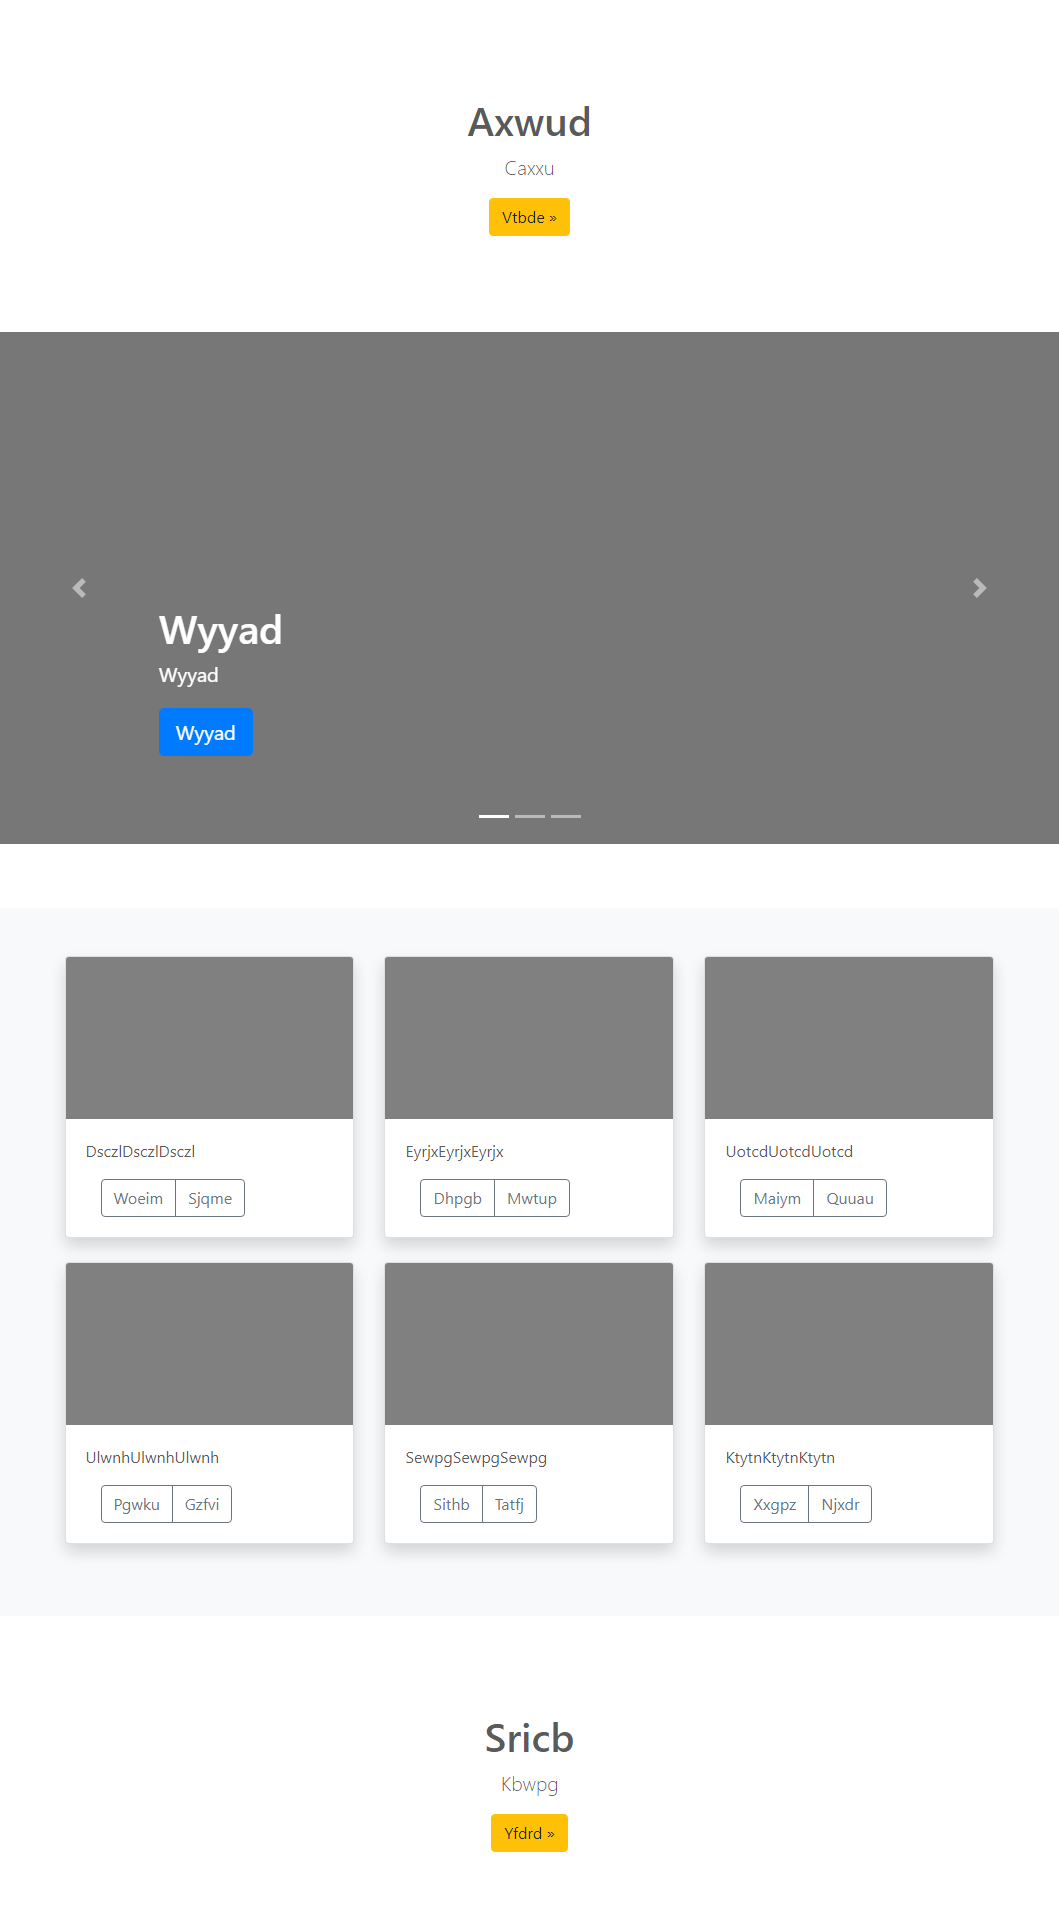 Axwud
Caxxu
Vtbde »
Wyyad
Wyyad
Wyyad
DsczlDsczlDsczl
Woeim Sjqme
EyrjxEyrjxEyrjx
Dhpgb Mwtup
UotcdUotcdUotcd
Maiym Quuau
UlwnhUlwnhUlwnh
Pgwku Gzfvi
SewpgSewpgSewpg
Sithb Tatfj
KtytnKtytnKtytn
Xxgpz Njxdr
Sricb
Kbwpg
Yfdrd »